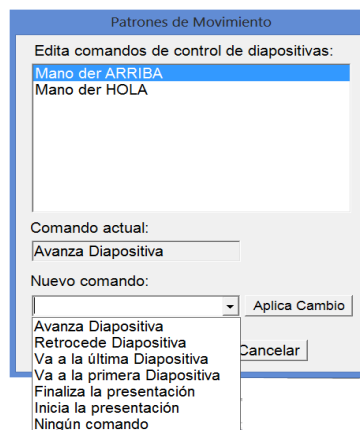 Patrones de Movimiento
Edita comandos de control de diapositivas:
Mano der ARRIBA
Mano der HOLA
Comando actual:
Avanza Diapositiva
Nuevo comando:
Aplica Cambio
Avanza Diapositiva
Retrocede Diapositiva
Cancelar
Va a la última Diapositiva
Va a la primera Diapositiva
Finaliza la presentación
Inicia la presentación
Ningún comando